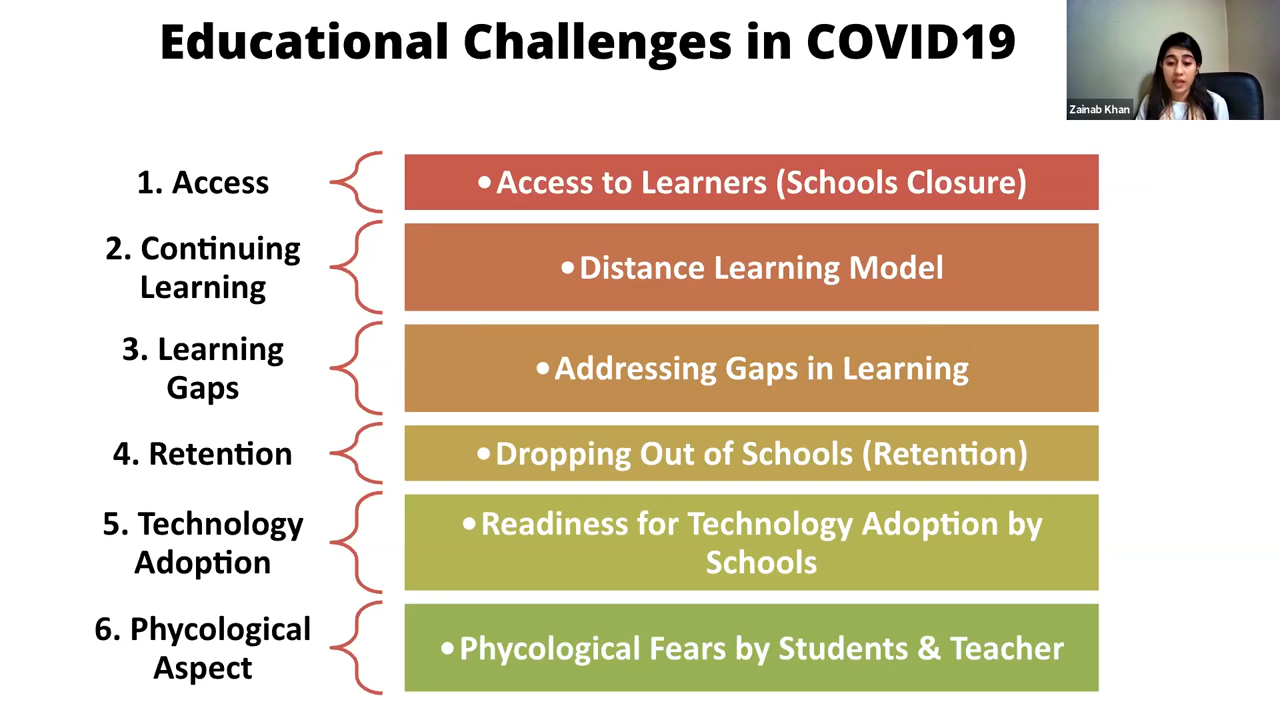 Educational Challenges in COVID19
Zainab Khan
1. Access
•Access to Learners (Schools Closure)
2. Continuing
Learning
•Distance Learning Model
3. Learning
Gaps
•Addressing Gaps in Learning
4. Retention
•Dropping Out of Schools (Retention)
5. Technology
Adoption
•Readiness for Technology Adoption by
Schools
6. Phycological
Aspect
•Phycological Fears by Students & Teacher